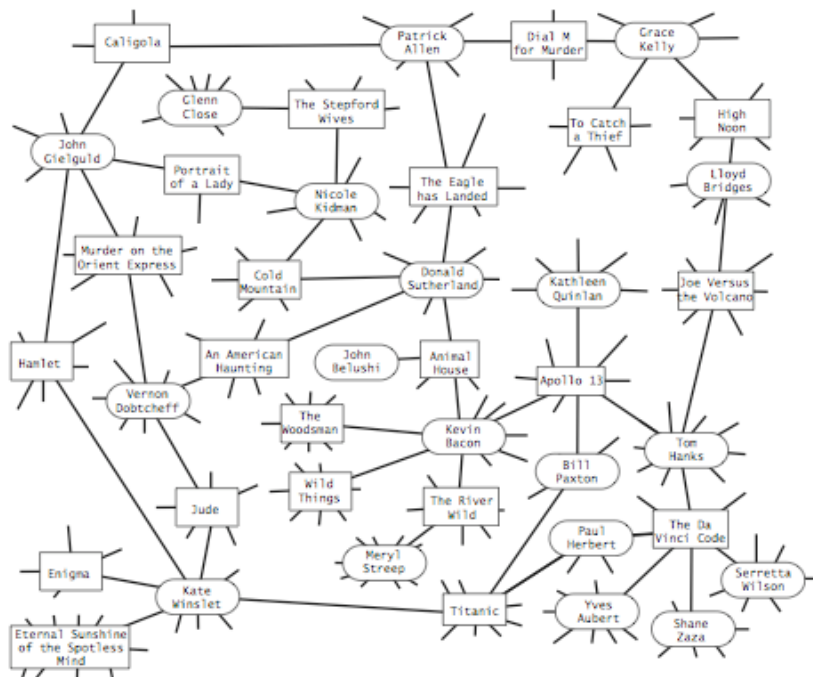 Caligola
Patrick
Allen
Dial M
for Murder
Grace
Kelly
Glenn
Close
The Stepford
Wives
To Catch
a Thief
High
Noon
John
Gielguld
Portrait
of a Lady
Nicole
Kidman
The Eagle
has Landed
Lloyd
Bridges
Murder on the
Orient Express
Cold
Mountain
Donald
Sutherland
Kathleen
Quinlan
Joe Versus
the Volcano
Hamlet
An American
Haunting
John
Belushi
Animal
House
Apollo 13
Vernon
Dobtcheff
The
Woodsman
Kevin
Bacon
Tom
Hanks
Bill
Paxton
Wild
Things
The River
Wild
Jude
Paul
Herbert
The Da
Vinci Code
Enigma
Meryl
Streep
Serretta
Wilson
Kate
Winslet
Titanic
Yves
Aubert
Shane
Zaza
Eternal Sunshine
of the Spotless
Mind